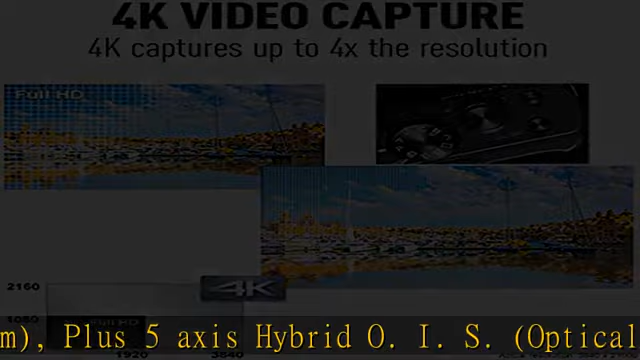 4K VIDEO CAPTURE
4K captures up to 4x the resolution
Full HD
2160
4K
1080
Full HD
1920
3840
m), Plus 5 axis Hybrid O. I. S. (Optical